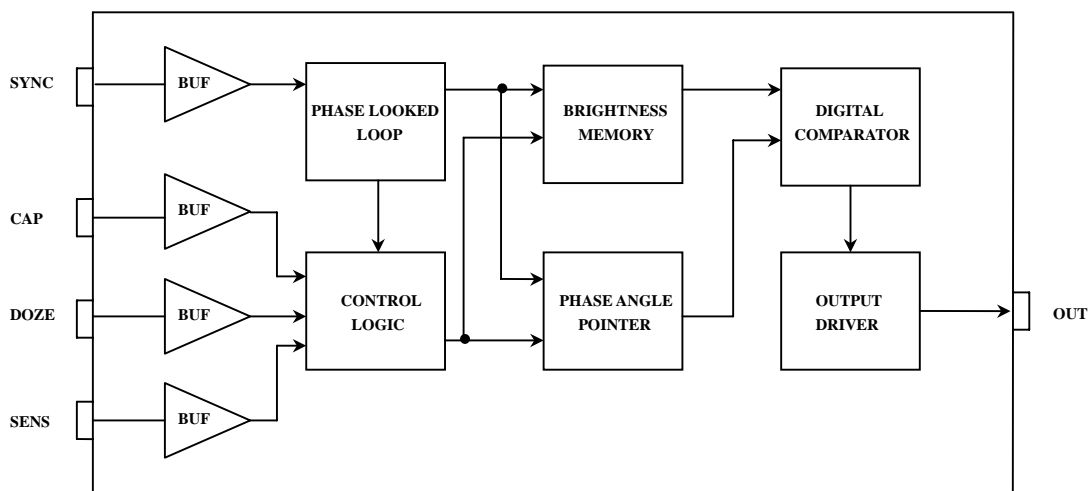 SYNC
BUF
PHASE LOOKED
LOOP
BRIGHTNESS
MEMORY
DIGITAL
COMPARATOR
CAP
BUF
DOZE
BUF
CONTROL
LOGIC
PHASE ANGLE
POINTER
OUTPUT
DRIVER
OUT
SENS
BUF